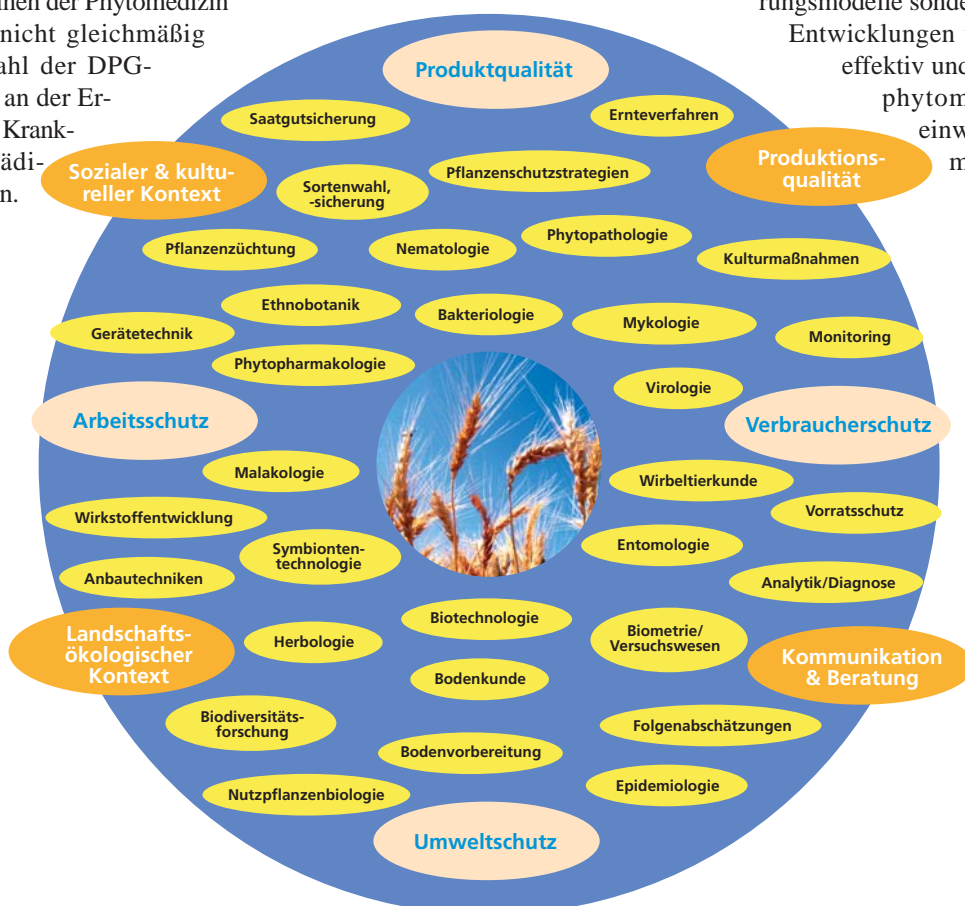 nen der Phytomedizin
nicht gleichmäßig
ahl der DPG-
an der Er-
Krank-
ädi-
n.
rungsmodelle sonde
Entwicklungen
effektiv und
phytom
einw
m
Produktqualität
Saatgutsicherung
Ernteverfahren
Sozialer & kultu-
reller Kontext
Sortenwahl,
-sicherung
Pflanzenschutzstrategien
Produktions-
qualität
Pflanzenzüchtung
Nematologie
Phytopathologie
Kulturmaßnahmen
Ethnobotanik
Bakteriologie
Mykologie
Gerätetechnik
Monitoring
Phytopharmakologie
Virologie
Arbeitsschutz
Verbraucherschutz
Malakologie
Wirbeltierkunde
Wirkstoffentwicklung
Vorratsschutz
Symbionten-
technologie
Entomologie
Anbautechniken
Analytik/Diagnose
Landschafts-
ökologischer
Kontext
Herbologie
Biotechnologie
Biometrie/
Versuchswesen
Kommunikation
& Beratung
Bodenkunde
Biodiversitäts-
forschung
Folgenabschätzungen
Bodenvorbereitung
Nutzpflanzenbiologie
Epidemiologie
Umweltschutz